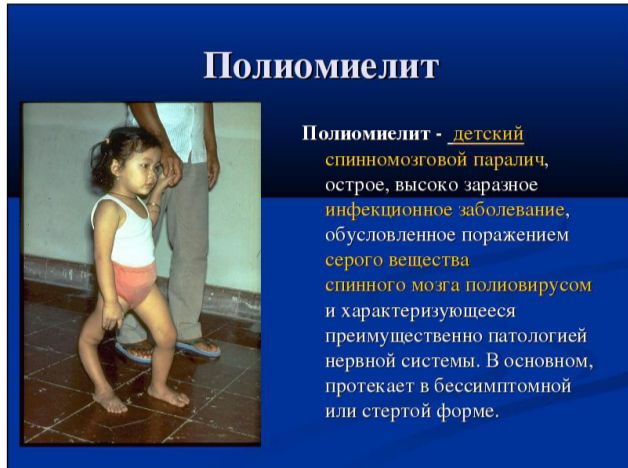 Полиомиелит
Полиомиелит - детский
спинномозговой паралич,
острое, высоко заразное
инфекционное заболевание,
обусловленное поражением
серого вещества
спинного мозга полиовирусом
и характеризующееся
преимущественно патологией
нервной системы. В основном,
протекает в бессимптомной
или стертой форме.